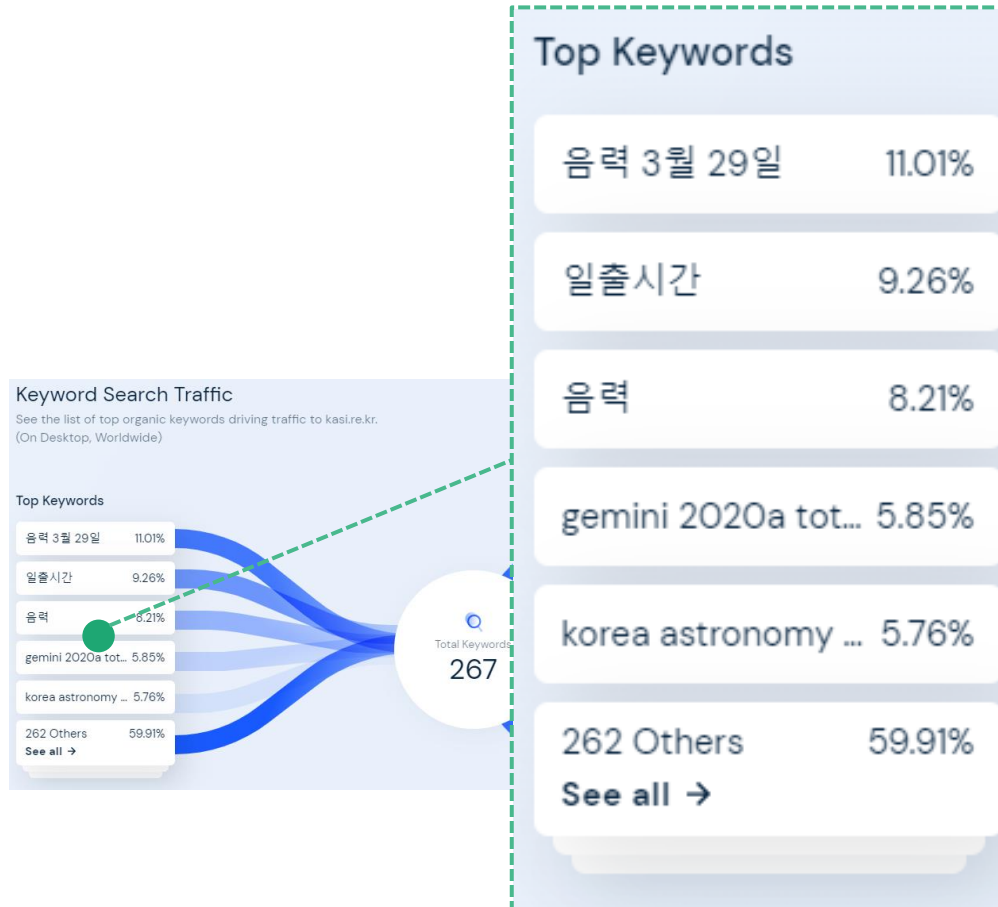 Keyword Search Traffic
See the list of top organic keywords driving traffic to kasi.re.kr.
(On Desktop, Worldwide)
Top Keywords
음력 3월 29일 11.01%
일출시간 9.26%
음력 8.21%
gemini 2020a tot... 5.85%
korea astronomy ... 5.76%
262 Others 59.91%
See all →
Total Keywords
267
Top Keywords
음력 3월 29일 11.01%
일출시간 9.26%
음력 8.21%
gemini 2020a tot... 5.85%
korea astronomy ... 5.76%
262 Others 59.91%
See all →